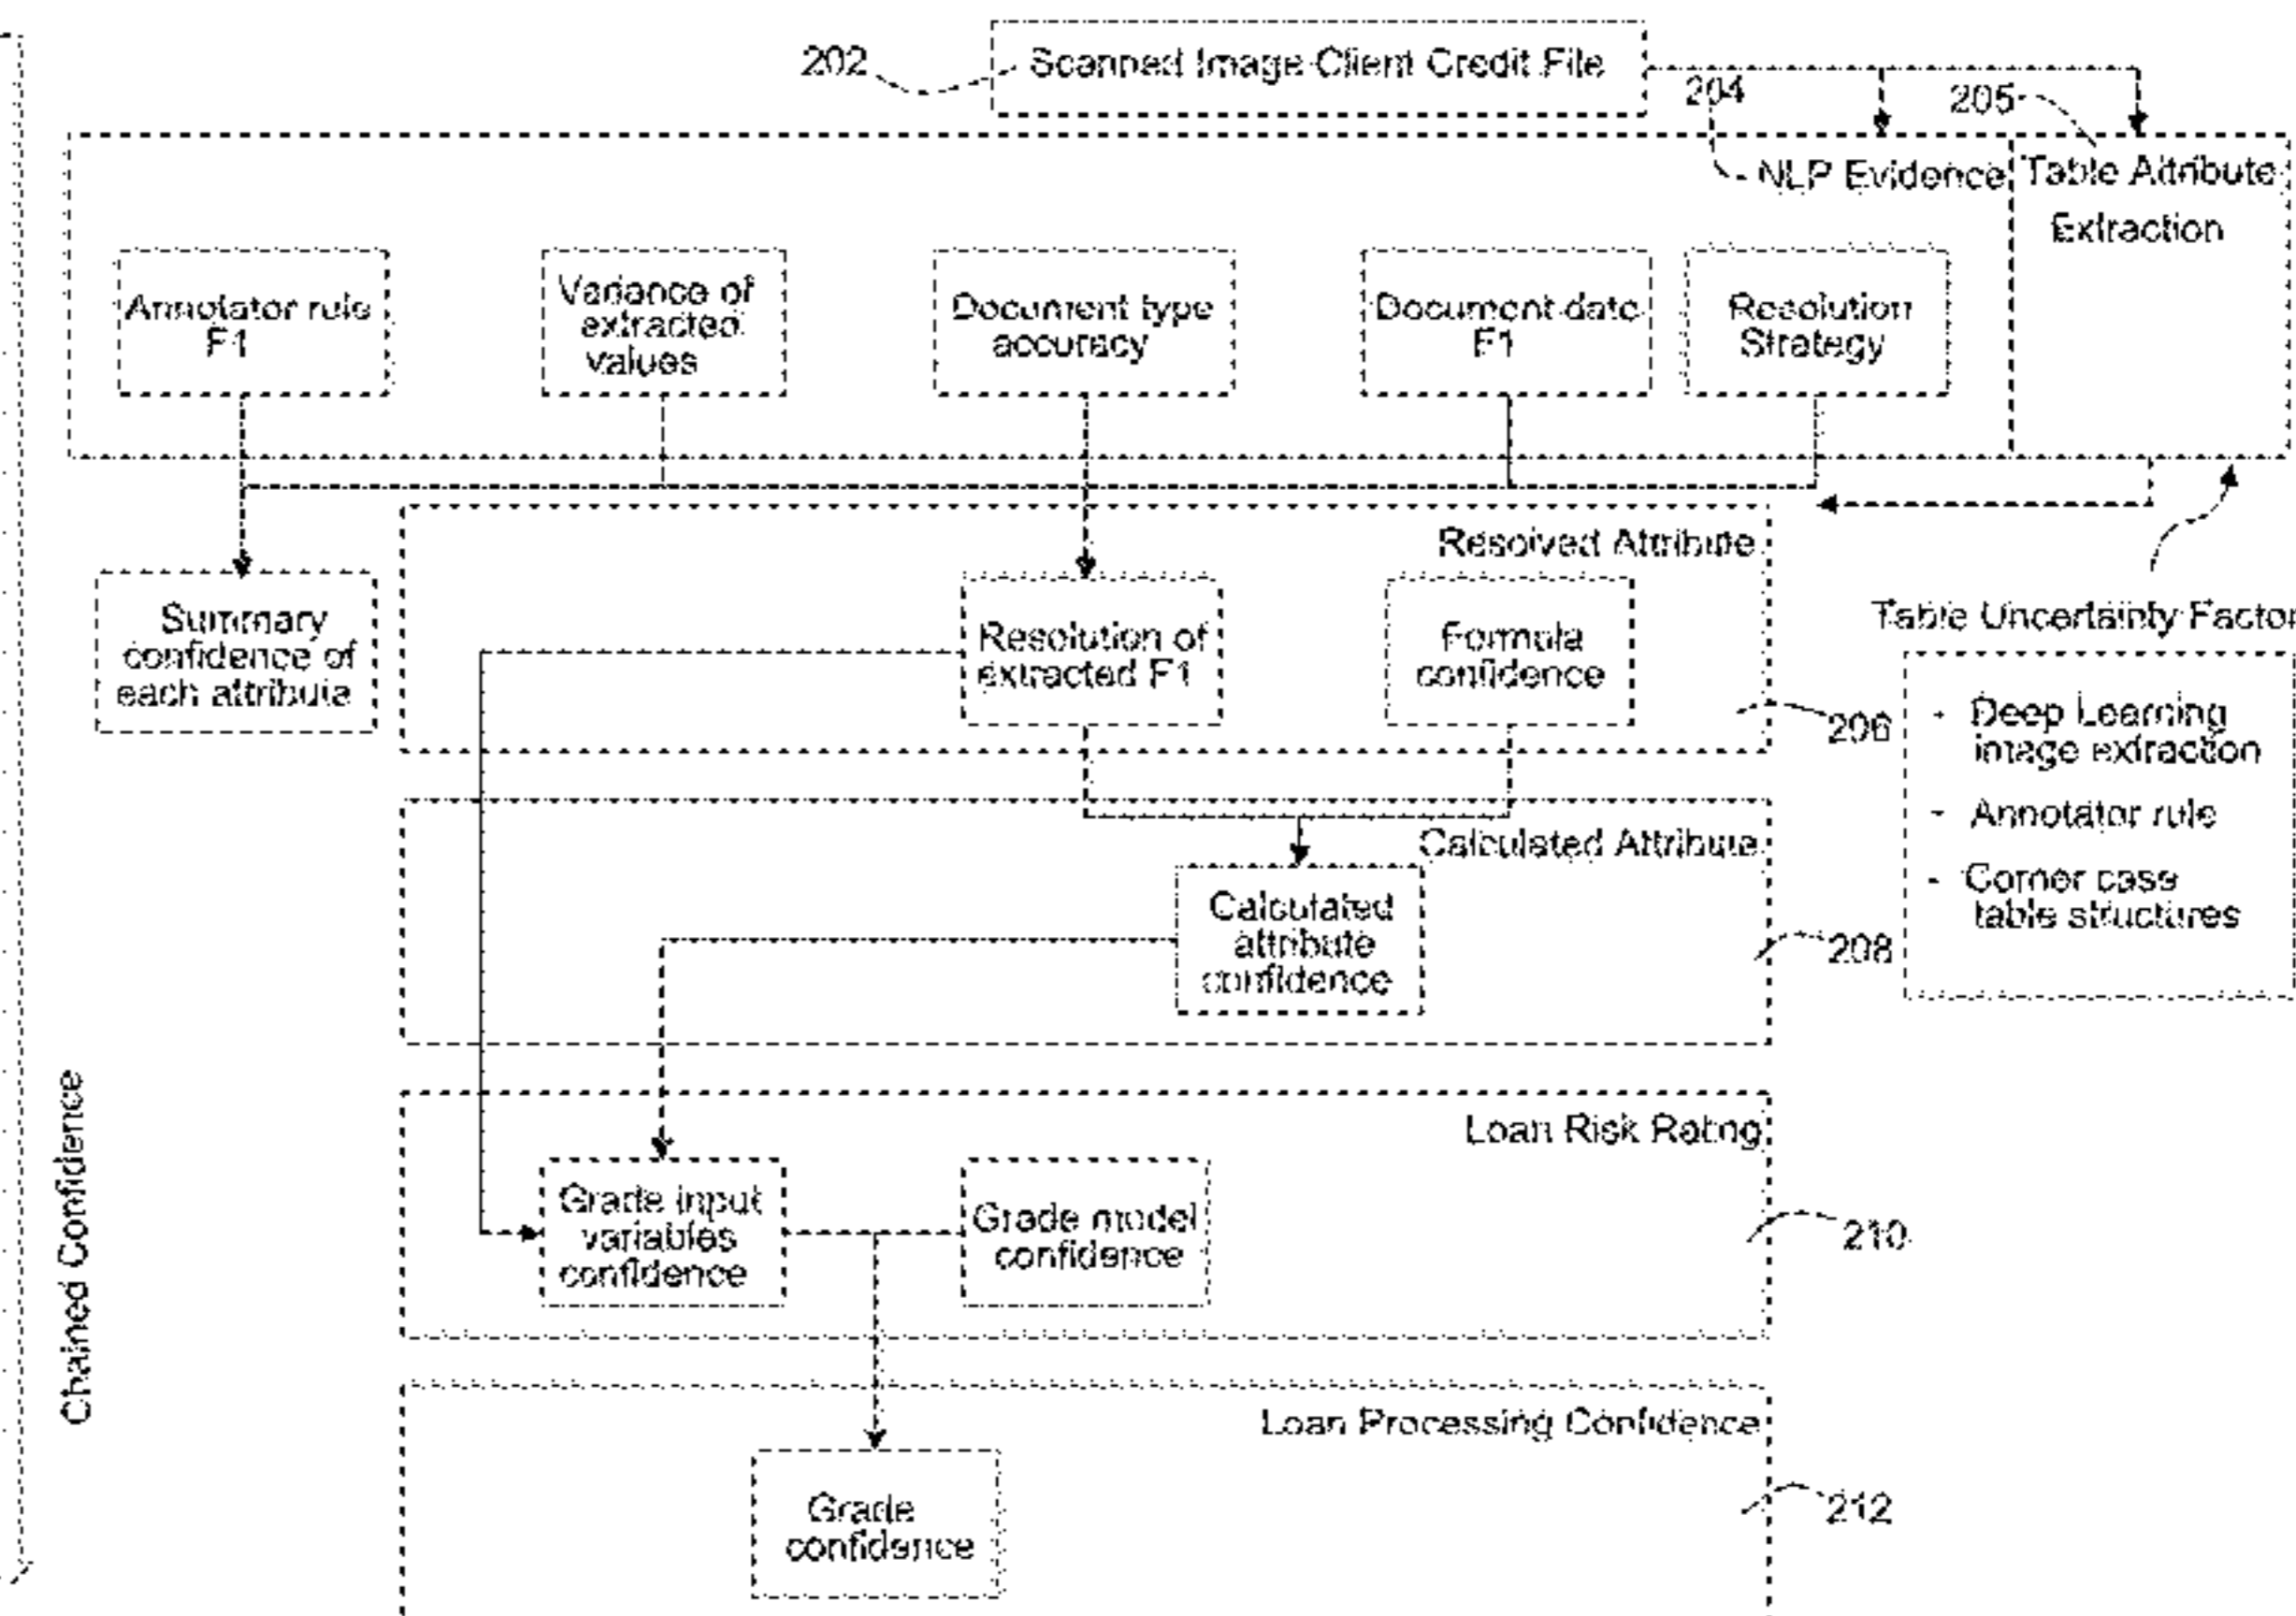 202
Scanned Image Client Credit File
204
205
NLP Evidence
Table Attribute
Extraction
Annotator rule
F1
Variance of
extracted
values
Document type
accuracy
Document date
F1
Resolution
Strategy
Resolved Attribute
Summary
confidence of
each attribute
Resolution of
extracted F1
Formula
confidence
206
Table Uncertainty Factor
- Deep Learning
image extraction
- Annotator rule
- Corner case
table structures
Calculated Attribute
Calculated
attribute
confidence
208
Chained Confidence
Loan Risk Rating
Grade input
variables
confidence
Grade model
confidence
210
Loan Processing Confidence
Grade
confidence
212